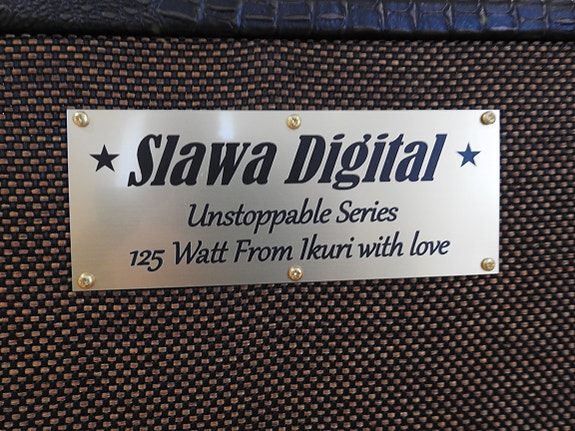 ★ Slawa Digital ★
Unstoppable Series
125 Watt From Ikuri with love